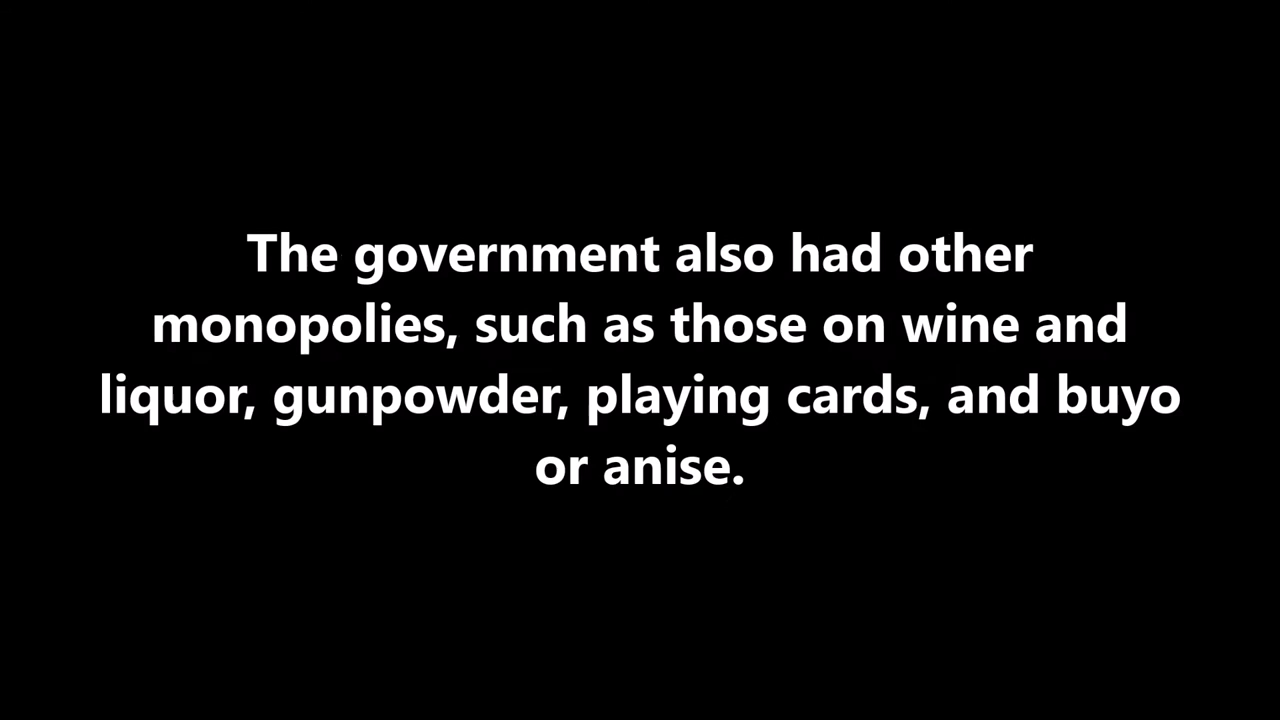 The government also had other
monopolies, such as those on wine and
liquor, gunpowder, playing cards, and buyo
or anise.